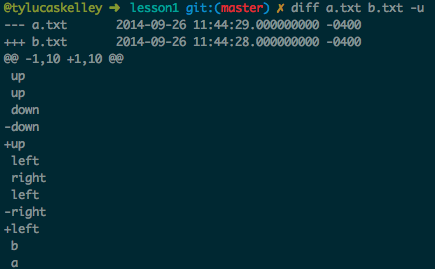 @tylucaskelley ➜ lesson1 git:(master) ✗ diff a.txt b.txt -u
--- a.txt 2014-09-26 11:44:29.000000000 -0400
+++ b.txt 2014-09-26 11:44:28.000000000 -0400
@@ -1,10 +1,10 @@
 up
 up
 down
-down
+up
 left
 right
 left
-right
+left
 b
 a